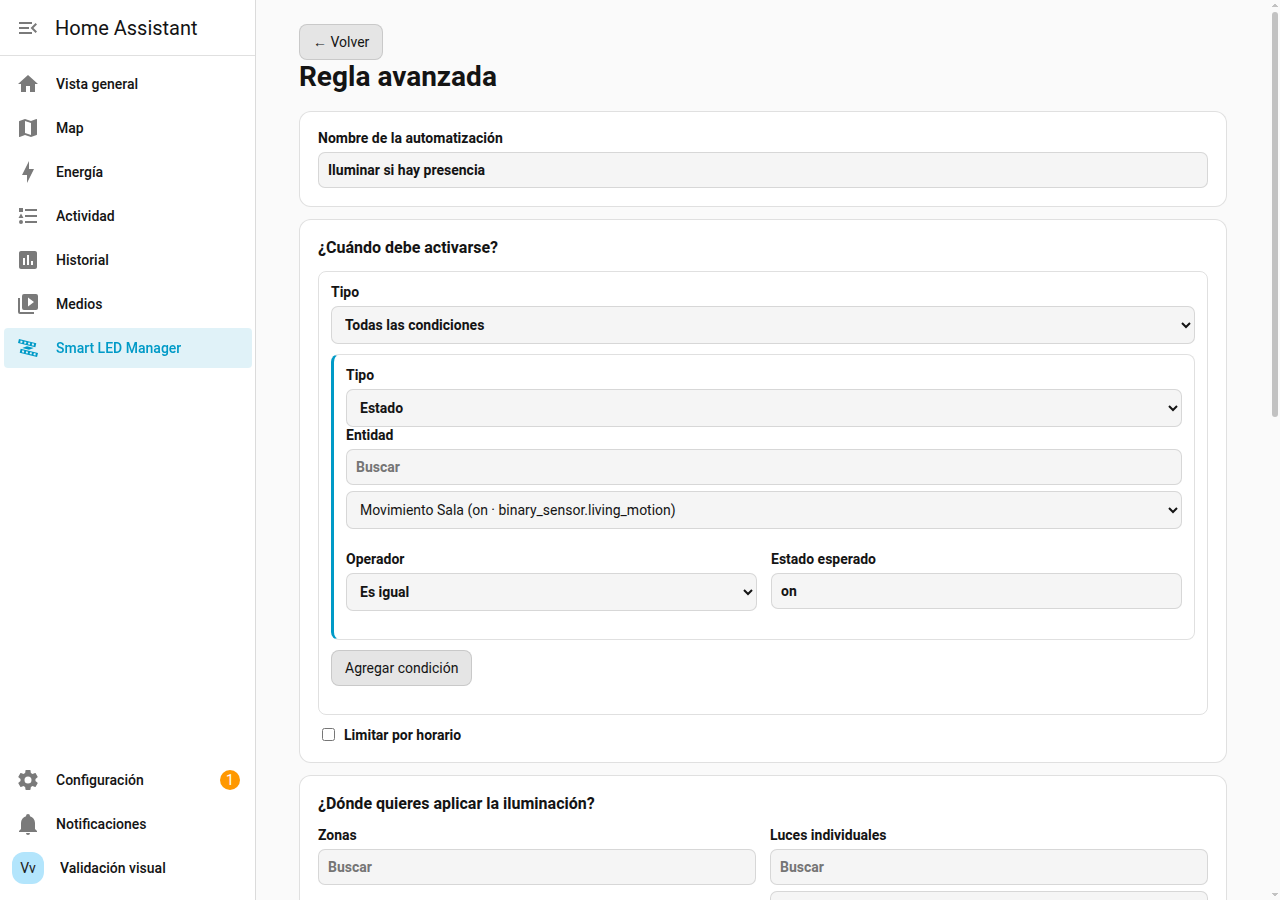 Home Assistant
Vista general
Map
Energía
Actividad
Historial
Medios
Smart LED Manager
Configuración 1
Notificaciones
Vv Validación visual
← Volver
Regla avanzada
Nombre de la automatización
Iluminar si hay presencia
¿Cuándo debe activarse?
Tipo
Todas las condiciones
Tipo
Estado
Entidad
Buscar
Movimiento Sala (on · binary_sensor.living_motion)
Operador Estado esperado
Es igual on
Agregar condición
Limitar por horario
¿Dónde quieres aplicar la iluminación?
Zonas Luces individuales
Buscar Buscar